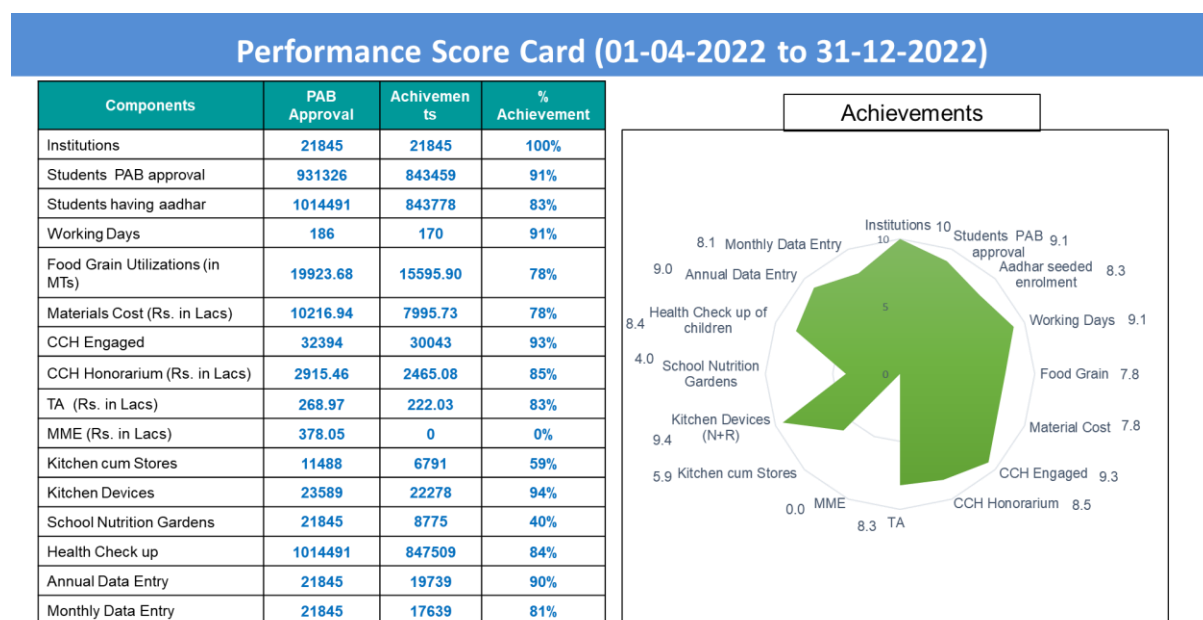 Performance Score Card (01-04-2022 to 31-12-2022)
Components PAB Approval Achivemen ts % Achievement
Institutions 21845 21845 100%
Students PAB approval 931326 843459 91%
Students having aadhar 1014491 843778 83%
Working Days 186 170 91%
Food Grain Utilizations (in MTs) 19923.68 15595.90 78%
Materials Cost (Rs. in Lacs) 10216.94 7995.73 78%
CCH Engaged 32394 30043 93%
CCH Honorarium (Rs. in Lacs) 2915.46 2465.08 85%
TA (Rs. in Lacs) 268.97 222.03 83%
MME (Rs. in Lacs) 378.05 0 0%
Kitchen cum Stores 11488 6791 59%
Kitchen Devices 23589 22278 94%
School Nutrition Gardens 21845 8775 40%
Health Check up 1014491 847509 84%
Annual Data Entry 21845 19739 90%
Monthly Data Entry 21845 17639 81%
Achievements
Institutions 10
Students PAB approval 9.1
Aadhar seeded enrolment 8.3
Working Days 9.1
Food Grain 7.8
Material Cost 7.8
CCH Engaged 9.3
CCH Honorarium 8.5
8.3 TA
0.0 MME
5.9 Kitchen cum Stores
Kitchen Devices
9.4 (N+R)
4.0 School Nutrition
Gardens
8.4 Health Check up of
children
9.0 Annual Data Entry
8.1 Monthly Data Entry
10
5
0